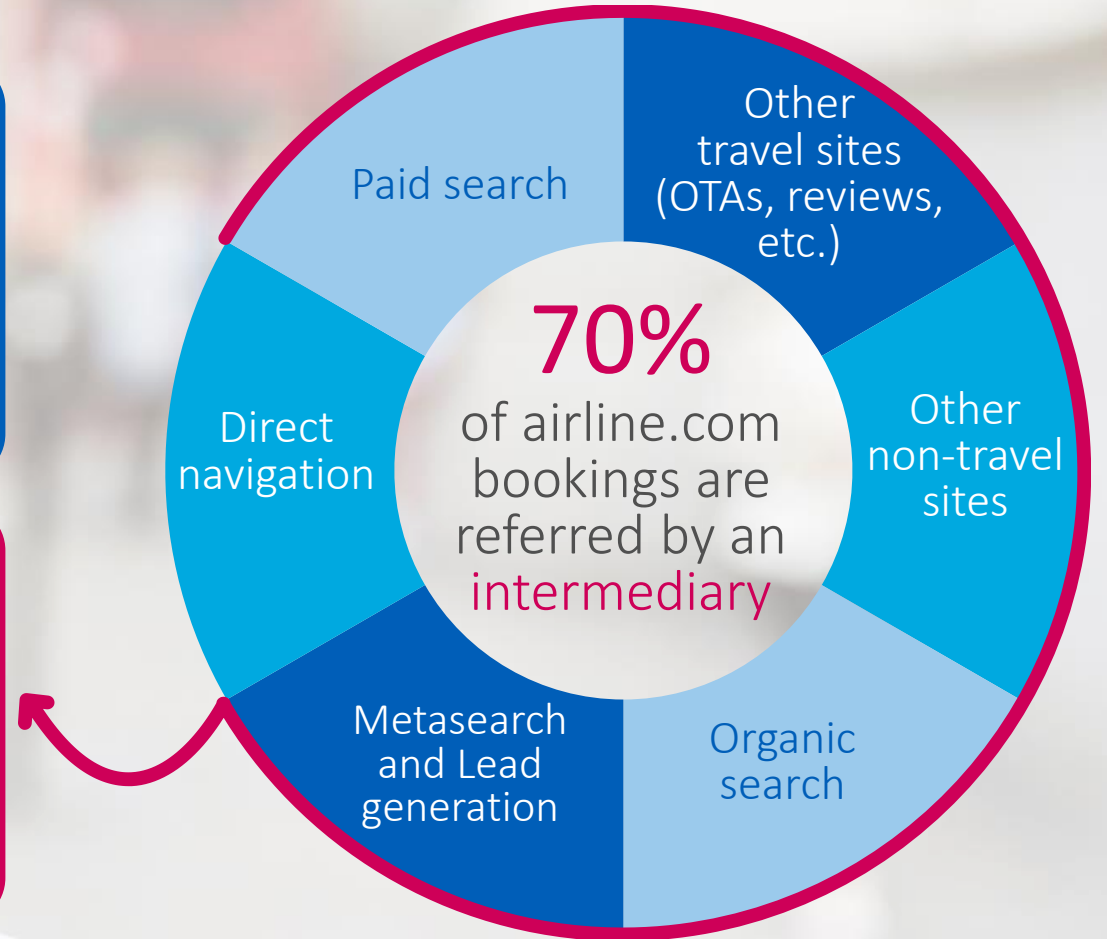 Paid search
Other
travel sites
(OTAs, reviews,
etc.)
Direct
navigation
70%
of airline.com
bookings are
referred by an
intermediary
Other
non-travel
sites
Metasearch
and Lead
generation
Organic
search